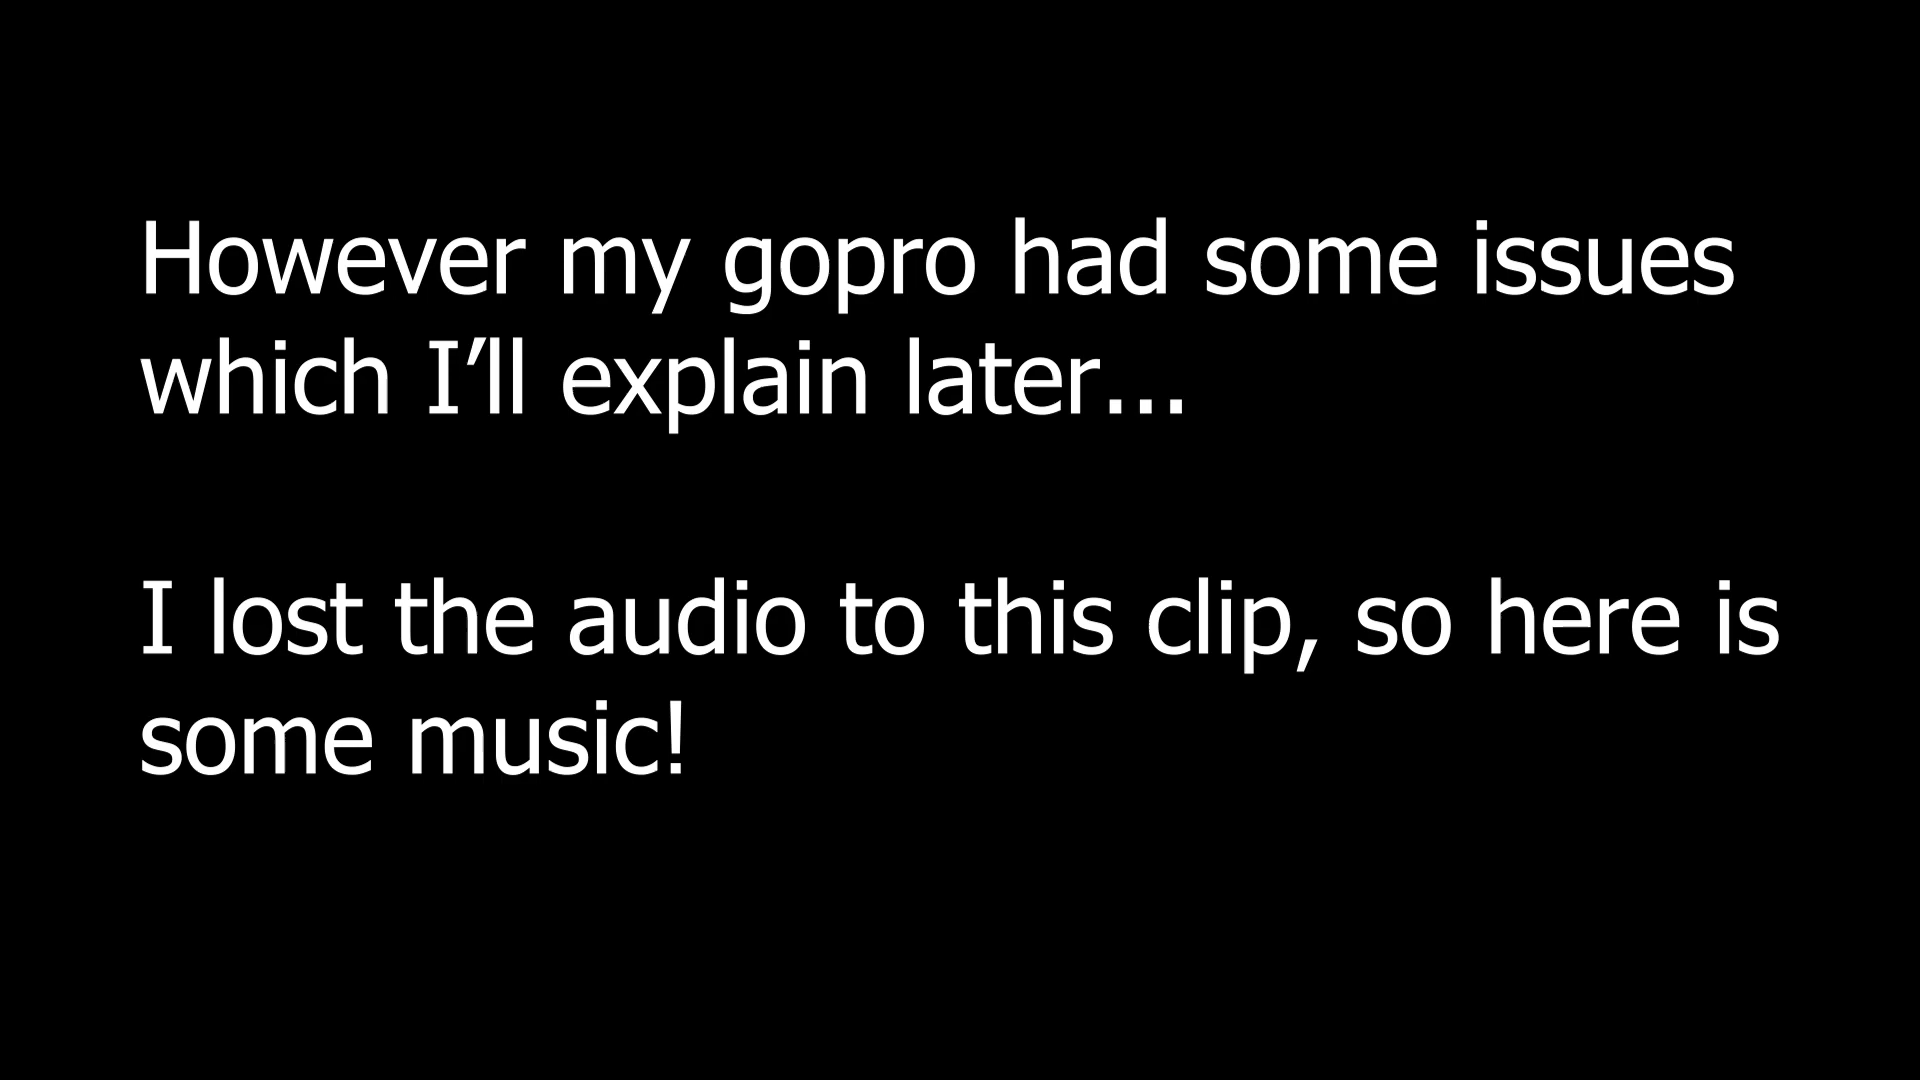 However my gopro had some issues
which I’ll explain later...
I lost the audio to this clip, so here is
some music!